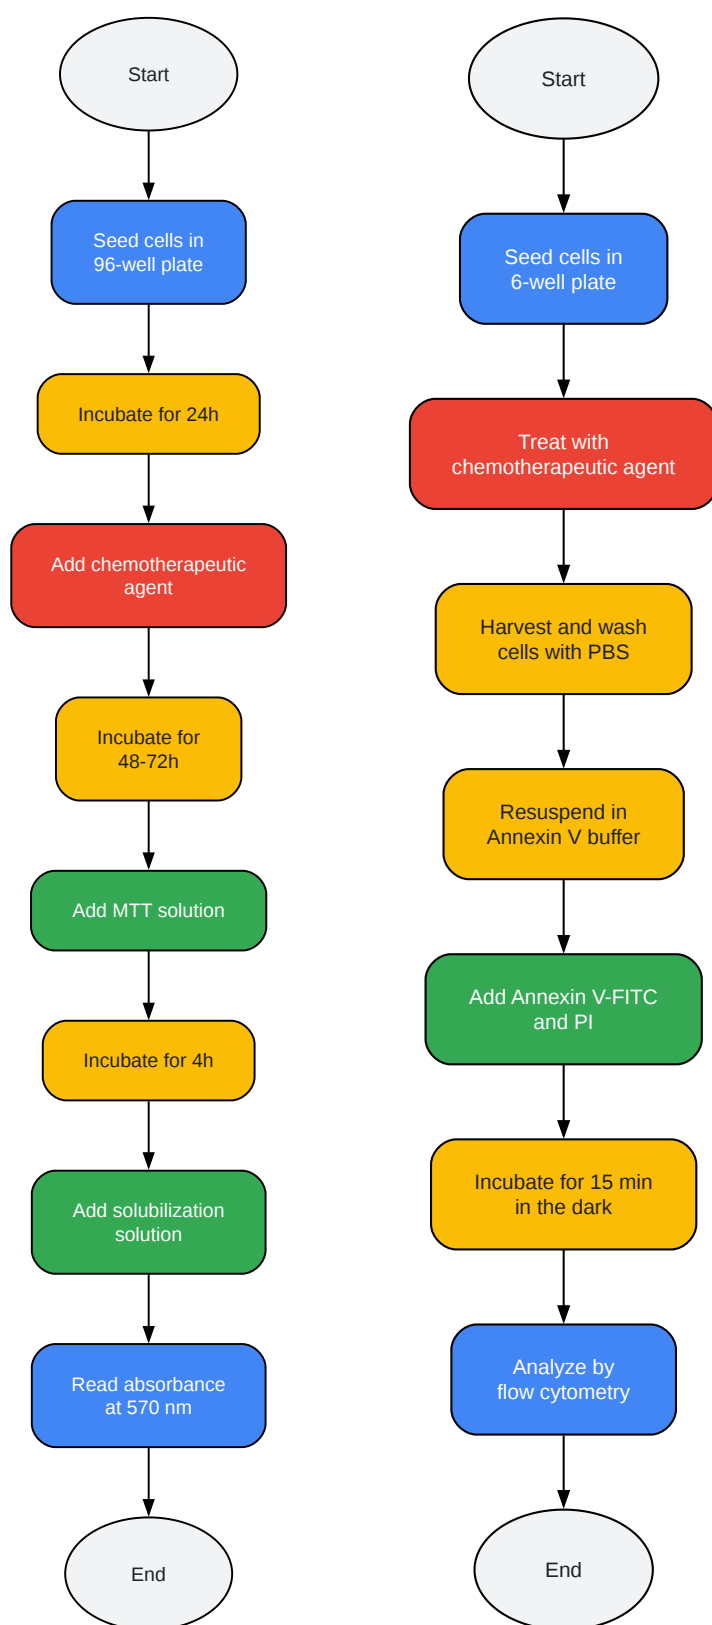 Start
Seed cells in
96-well plate
Incubate for 24h
Add chemotherapeutic
agent
Incubate for
48-72h
Add MTT solution
Incubate for 4h
Add solubilization
solution
Read absorbance
at 570 nm
End
Start
Seed cells in
6-well plate
Treat with
chemotherapeutic agent
Harvest and wash
cells with PBS
Resuspend in
Annexin V buffer
Add Annexin V-FITC
and PI
Incubate for 15 min
in the dark
Analyze by
flow cytometry
End